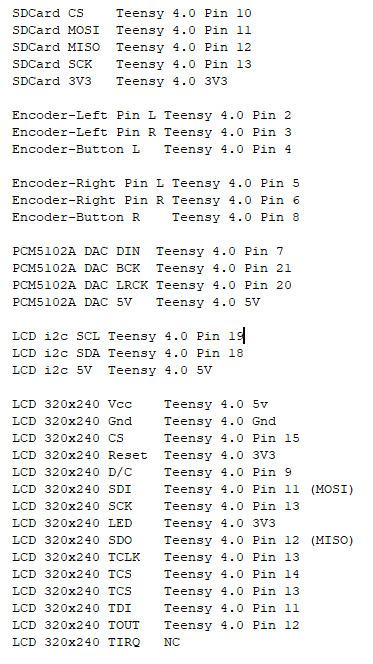 SDCard CS Teensy 4.0 Pin 10
SDCard MOSI Teensy 4.0 Pin 11
SDCard MISO Teensy 4.0 Pin 12
SDCard SCK Teensy 4.0 Pin 13
SDCard 3V3 Teensy 4.0 3V3
Encoder-Left Pin L Teensy 4.0 Pin 2
Encoder-Left Pin R Teensy 4.0 Pin 3
Encoder-Button L Teensy 4.0 Pin 4
Encoder-Right Pin L Teensy 4.0 Pin 5
Encoder-Right Pin R Teensy 4.0 Pin 6
Encoder-Button R Teensy 4.0 Pin 8
PCM5102A DAC DIN Teensy 4.0 Pin 7
PCM5102A DAC BCK Teensy 4.0 Pin 21
PCM5102A DAC LRCK Teensy 4.0 Pin 20
PCM5102A DAC 5V Teensy 4.0 5V
LCD i2c SCL Teensy 4.0 Pin 19
LCD i2c SDA Teensy 4.0 Pin 18
LCD i2c 5V Teensy 4.0 5V
LCD 320x240 Vcc Teensy 4.0 5v
LCD 320x240 Gnd Teensy 4.0 Gnd
LCD 320x240 CS Teensy 4.0 Pin 15
LCD 320x240 Reset Teensy 4.0 3V3
LCD 320x240 D/C Teensy 4.0 Pin 9
LCD 320x240 SDI Teensy 4.0 Pin 11 (MOSI)
LCD 320x240 SCK Teensy 4.0 Pin 13
LCD 320x240 LED Teensy 4.0 3V3
LCD 320x240 SDO Teensy 4.0 Pin 12 (MISO)
LCD 320x240 TCLK Teensy 4.0 Pin 13
LCD 320x240 TCS Teensy 4.0 Pin 14
LCD 320x240 TCS Teensy 4.0 Pin 13
LCD 320x240 TDI Teensy 4.0 Pin 11
LCD 320x240 TOUT Teensy 4.0 Pin 12
LCD 320x240 TIRQ NC